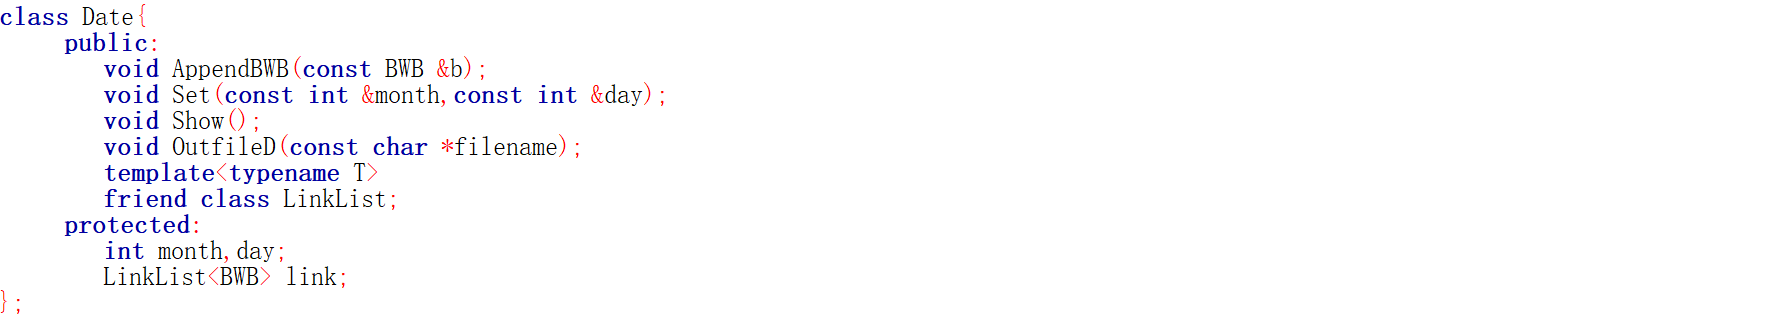 class Date{
public:
void AppendBWB(const BWB &b);
void Set(const int &month,const int &day);
void Show();
void OutfileD(const char *filename);
template<typename T>
friend class LinkList;
protected:
int month,day;
LinkList<BWB> link;
};